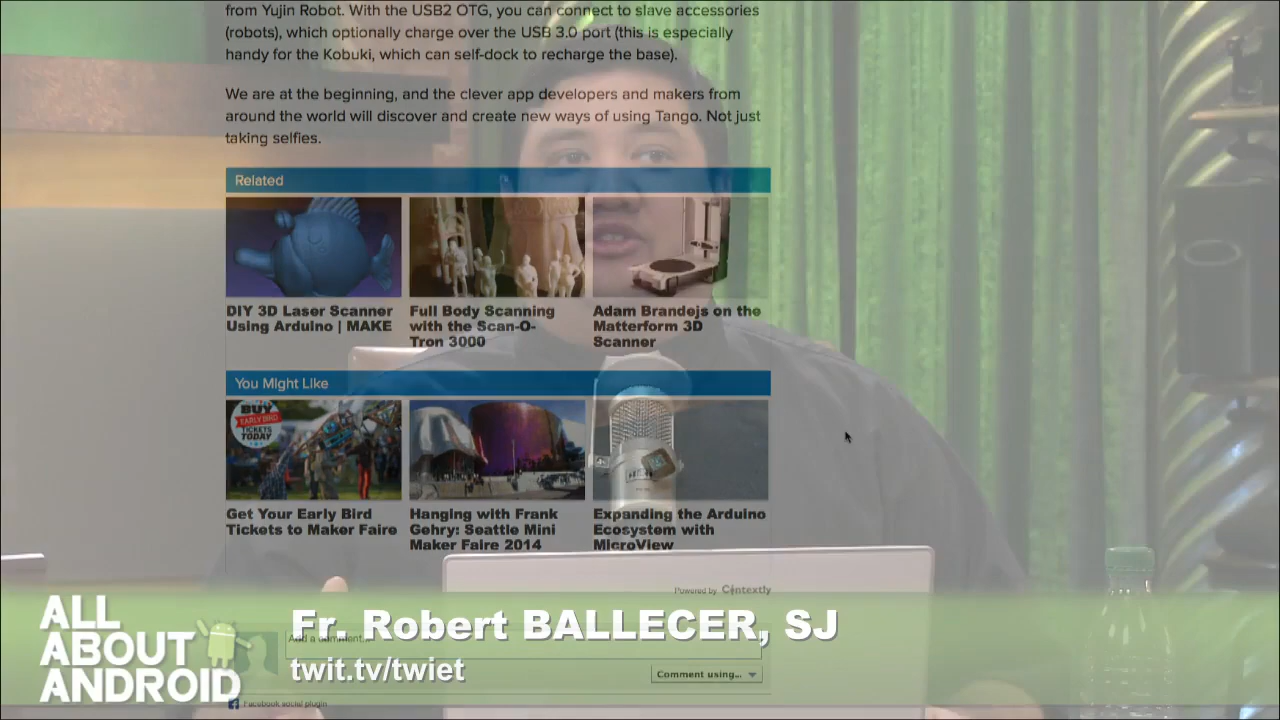 from Yujin Robot. With the USB2 OTG, you can connect to slave accessories
(robots), which optionally charge over the USB 3.0 port (this is especially
handy for the Kobuki, which can self-dock to recharge the base).
We are at the beginning, and the clever app developers and makers from
around the world will discover and create new ways of using Tango. Not just
taking selfies.
Related
DIY 3D Laser Scanner
Using Arduino | MAKE
Full Body Scanning
with the Scan-O-
Tron 3000
Adam Brandejs on the
Matterform 3D
Scanner
You Might Like
BUY
EARLY BIRD
TICKETS
TODAY
Get Your Early Bird
Tickets to Maker Faire
Hanging with Frank
Gehry: Seattle Mini
Maker Faire 2014
Expanding the Arduino
Ecosystem with
MicroView
Powered by Contextly
ALL
ABOUT
ANDROID
Fr. Robert BALLECER, SJ
twit.tv/twiet
Add a comment...
Comment using...
Facebook social plugin